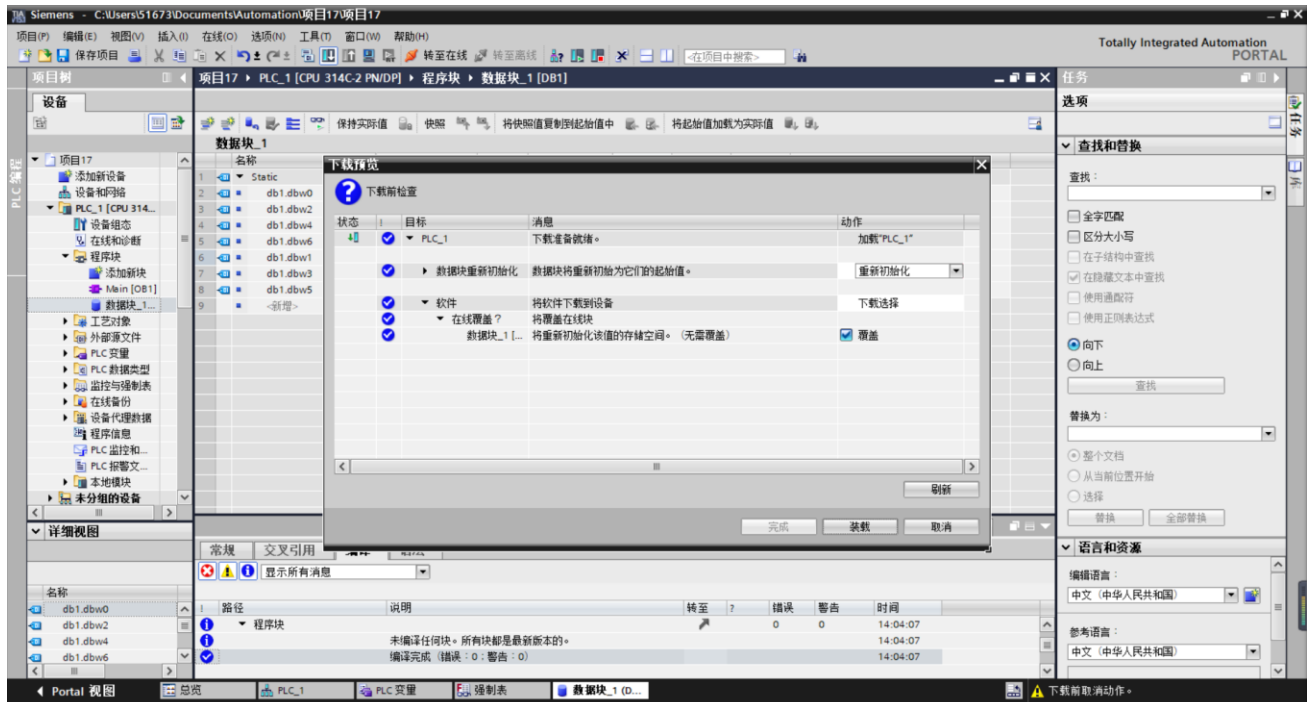 Siemens - C:\Users\51673\Documents\Automation\项目17\项目17
项目(P) 编辑(E) 视图(V) 插入(I) 在线(O) 选项(N) 工具(T) 窗口(W) 帮助(H)
Totally Integrated Automation
PORTAL
保存项目 转至在线 转至离线 <在项目中搜索>
项目树
项目17 PLC_1 [CPU 314C-2 PN/DP] 程序块 数据块_1 [DB1]
任务
设备
选项
保持实际值 快照 将快照值复制到起始值中 将起始值加载为实际值
PLC 编程
任务
库
项目17
添加新设备
设备和网络
PLC_1 [CPU 314...
设备组态
在线和诊断
程序块
添加新块
Main [OB1]
数据块_1...
工艺对象
外部源文件
PLC 变量
PLC 数据类型
监控与强制表
在线备份
设备代理数据
程序信息
PLC 监控和...
PLC 报警文...
本地模块
未分组的设备
详细视图
名称
db1.dbw0
db1.dbw2
db1.dbw4
db1.dbw6
数据块_1
名称
1 Static
2 db1.dbw0
3 db1.dbw2
4 db1.dbw4
5 db1.dbw6
6 db1.dbw1
7 db1.dbw3
8 db1.dbw5
9 <新增>
下载预览
下载前检查
状态 ! 目标 消息 动作
PLC_1 下载准备就绪。 加载"PLC_1"
数据块重新初始化 数据块将重新初始为它们的起始值。 重新初始化
软件 将软件下载到设备 下载选择
在线覆盖？ 将覆盖在线块
数据块_1 [... 将重新初始化该值的存储空间。（无需覆盖） 覆盖
刷新
完成 装载 取消
常规 交叉引用 编译
显示所有消息
! 路径 说明 转至 ? 错误 警告 时间
程序块 0 0 14:04:07
未编译任何块。所有块都是最新版本的。 14:04:07
编译完成（错误：0；警告：0） 14:04:07
查找和替换
查找：
全字匹配
区分大小写
在子结构中查找
在隐藏文本中查找
使用通配符
使用正则表达式
向下
向上
查找
替换为：
整个文档
从当前位置开始
选择
替换 全部替换
语言和资源
编辑语言：
中文（中华人民共和国）
参考语言：
中文（中华人民共和国）
Portal 视图 总览 PLC_1 PLC 变量 强制表 数据块_1 (D... 下载前取消动作。